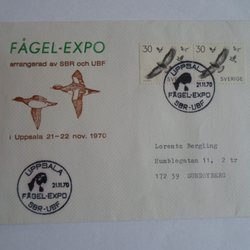 FÅGEL-EXPO
arrangerad av SBR och UBF
i Uppsala 21-22 nov. 1970
30
30
SVERIGE
UPPSALA
21.11.70
FÅGEL-EXPO
SBR-UBF
Lorentz Bergling
Humblegatan 11, 2 tr
172 39 SUNDBYBERG
UPPSALA
21.11.70
FÅGEL-EXPO
SBR-UBF